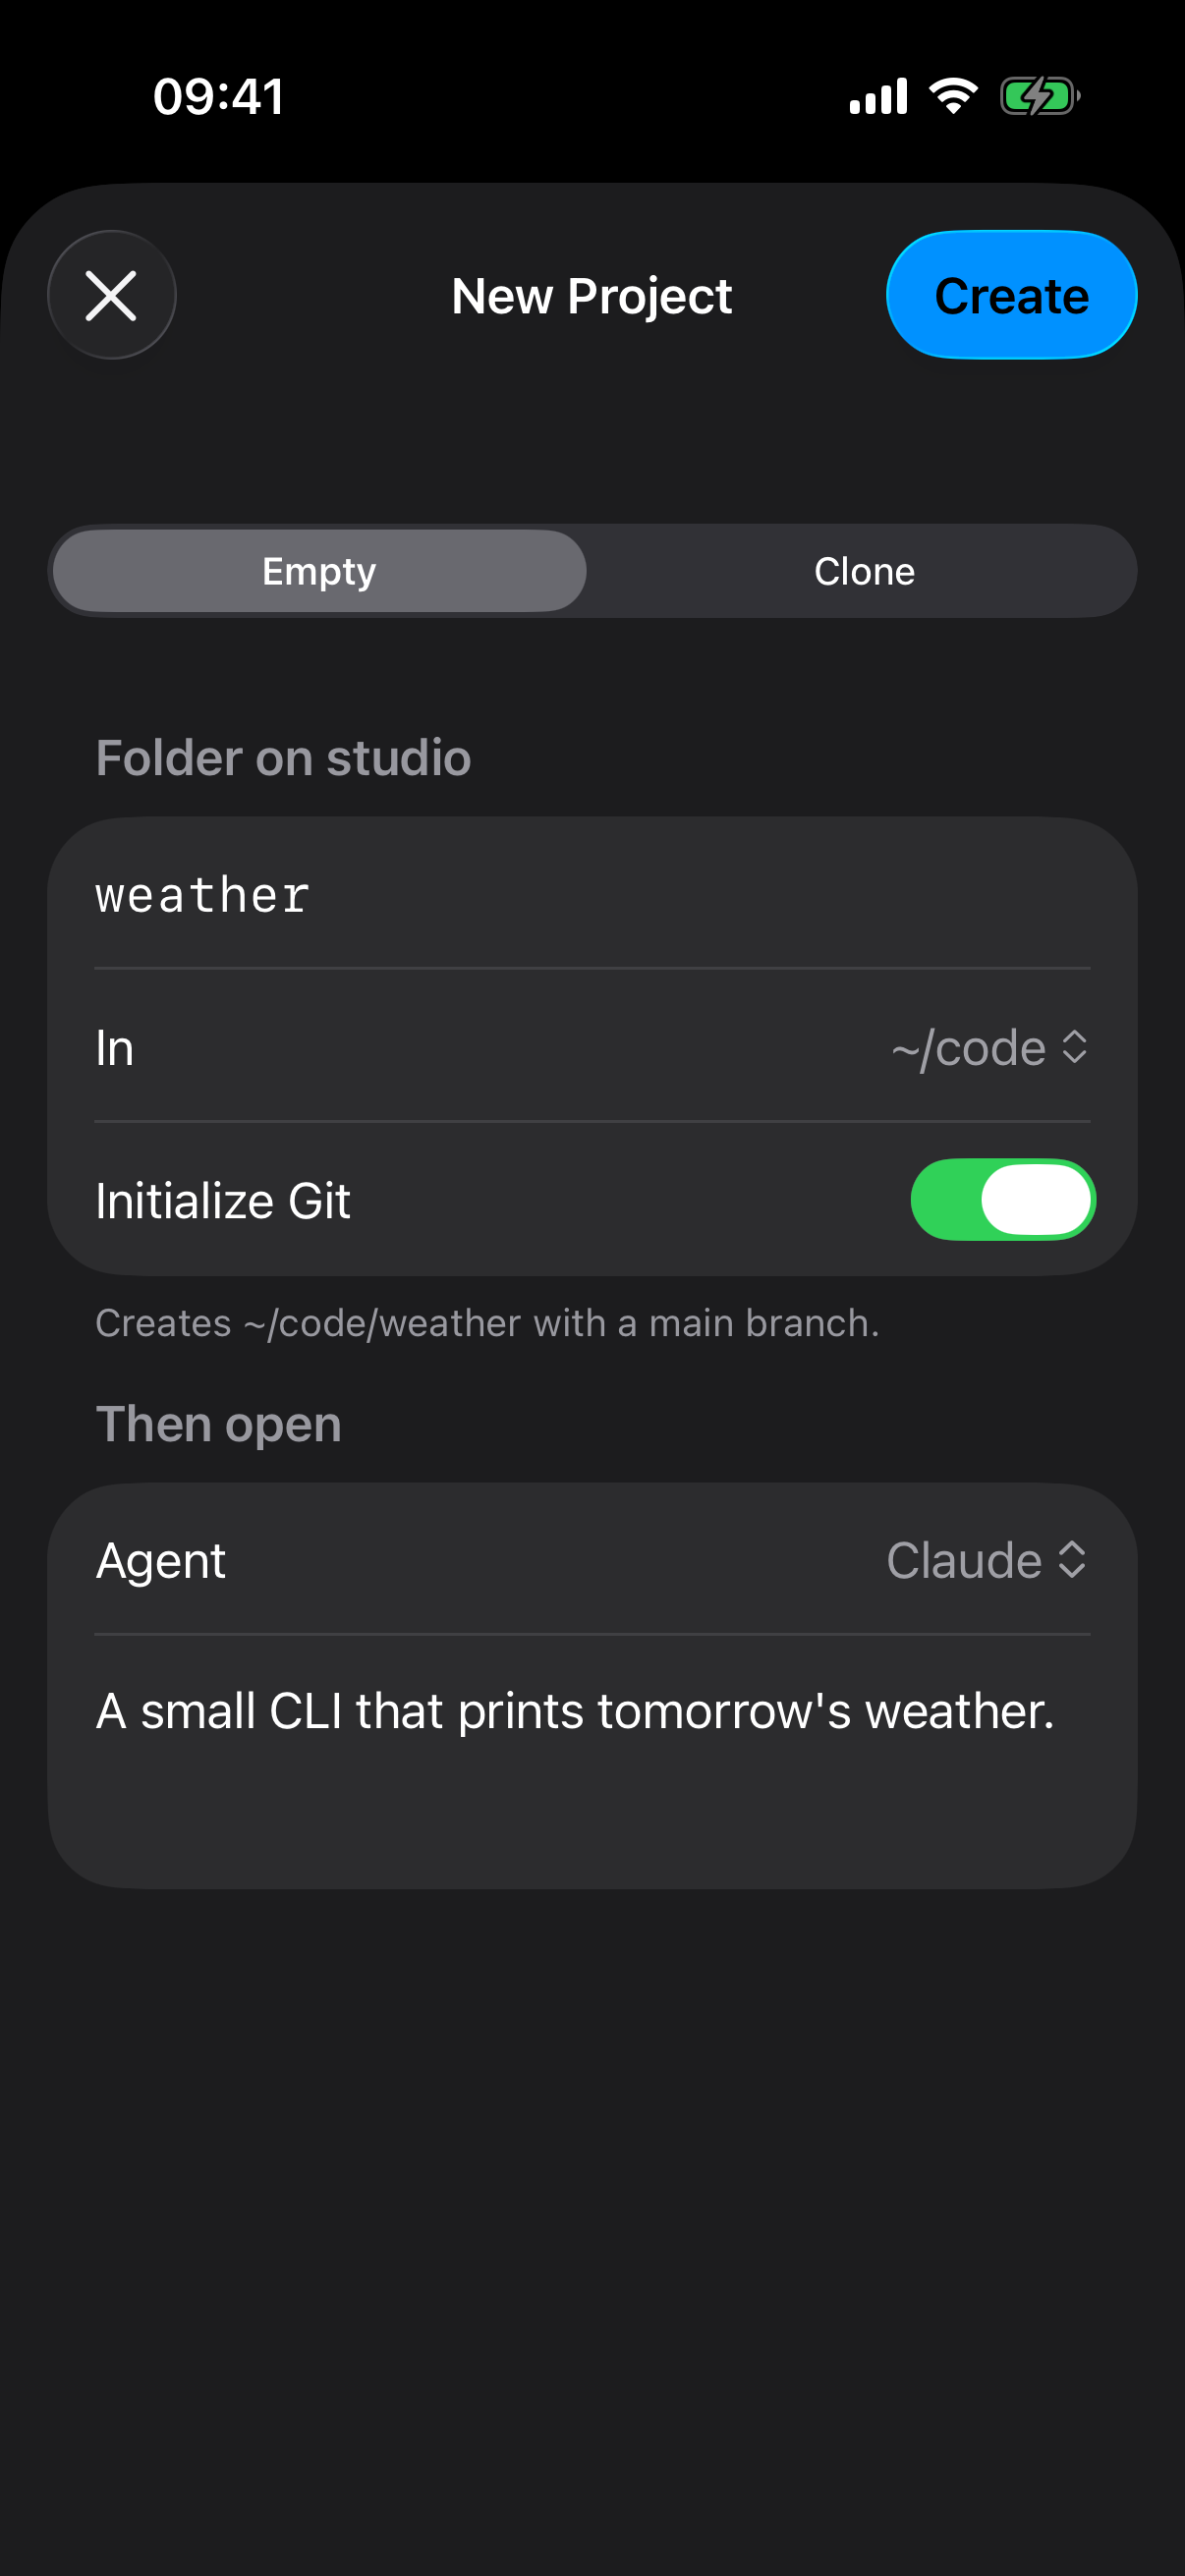 09:41
New Project
Create
Empty
Clone
Folder on studio
weather
In
~/code
Initialize Git
Creates ~/code/weather with a main branch.
Then open
Agent
Claude
A small CLI that prints tomorrow's weather.